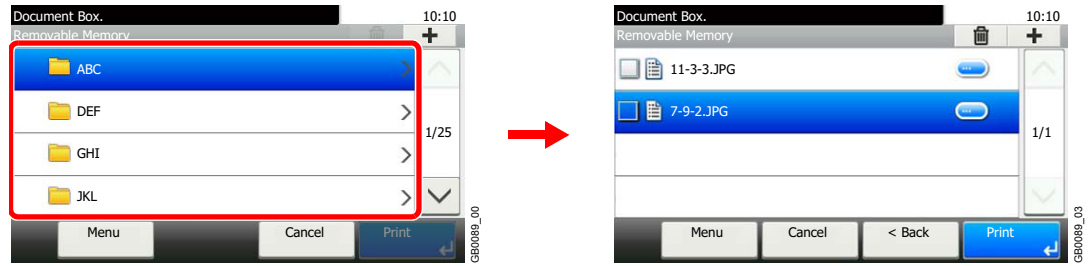 Document Box.
10:10
Removable Memory
ABC
DEF
1/25
GHI
JKL
Menu
Cancel
Print
GB0089_00
Document Box.
10:10
Removable Memory
11-3-3.JPG
7-9-2.JPG
1/1
Menu
Cancel
< Back
Print
GB0089_03